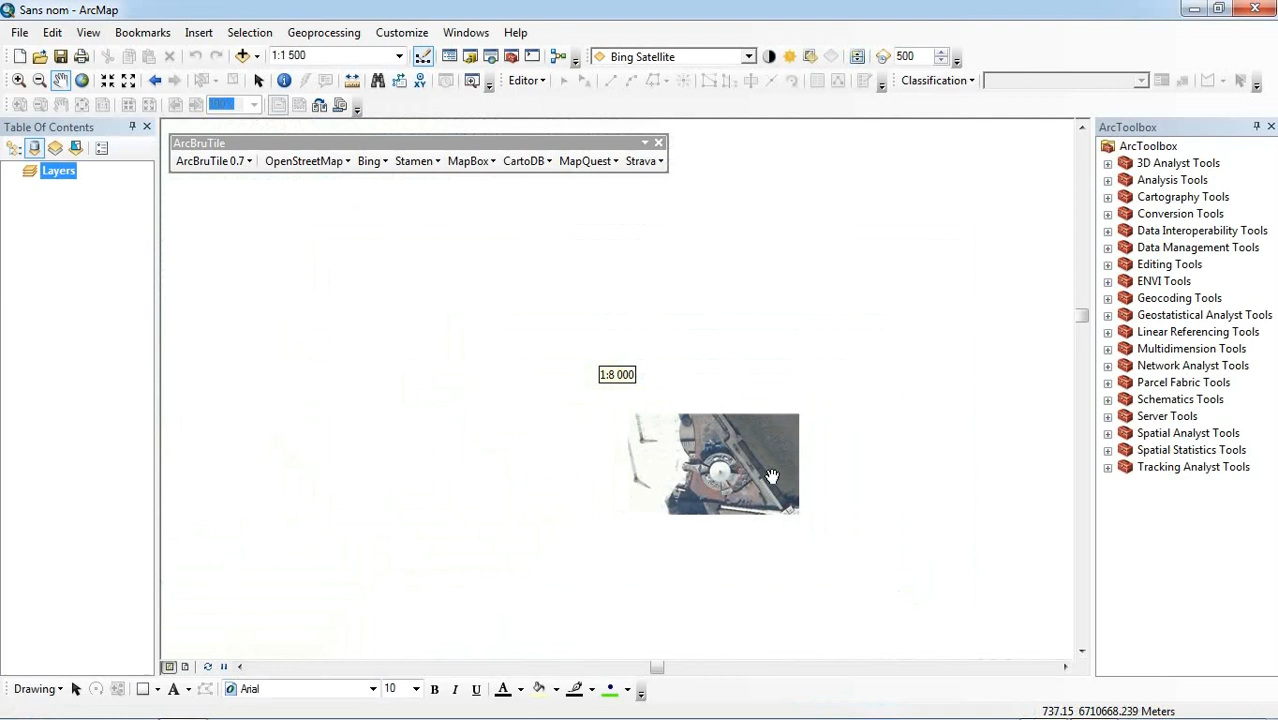 Sans nom - ArcMap
File Edit View Bookmarks Insert Selection Geoprocessing Customize Windows Help
1:1 500
Bing Satellite
500
Editor
Classification
100%
Table Of Contents
Layers
ArcBruTile
ArcBruTile 0.7 OpenStreetMap Bing Stamen MapBox CartoDB MapQuest Strava
1:8 000
ArcToolbox
ArcToolbox
3D Analyst Tools
Analysis Tools
Cartography Tools
Conversion Tools
Data Interoperability Tools
Data Management Tools
Editing Tools
ENVI Tools
Geocoding Tools
Geostatistical Analyst Tools
Linear Referencing Tools
Multidimension Tools
Network Analyst Tools
Parcel Fabric Tools
Schematics Tools
Server Tools
Spatial Analyst Tools
Spatial Statistics Tools
Tracking Analyst Tools
Drawing
A
Arial
10
B I U A
737.15 6710668.239 Meters